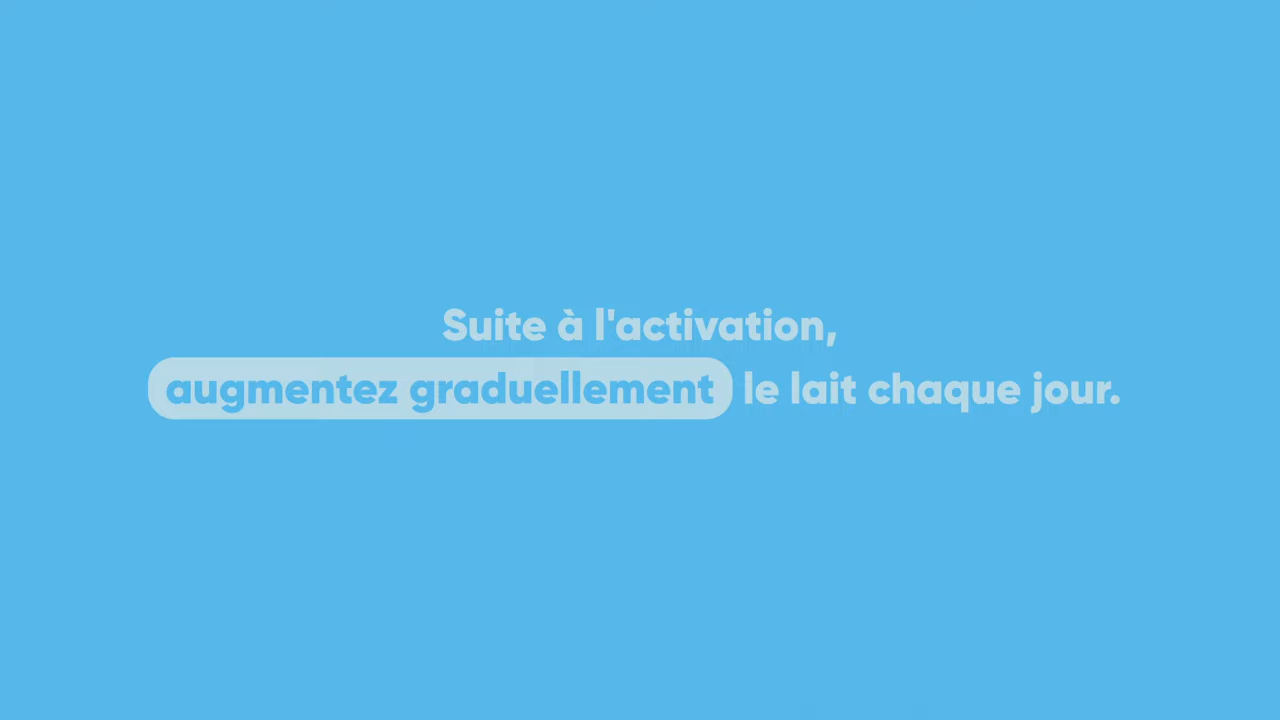 Suite à l'activation,
augmentez graduellement le lait chaque jour.